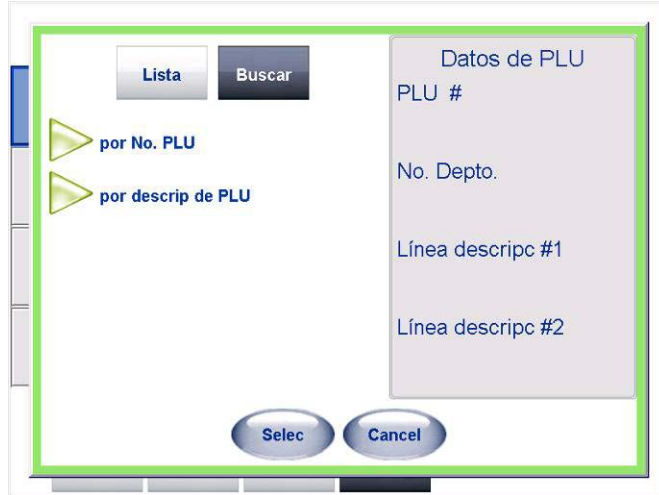 Lista
Buscar
por No. PLU
por descrip de PLU
Datos de PLU
PLU #
No. Depto.
Línea descripc #1
Línea descripc #2
Selec
Cancel